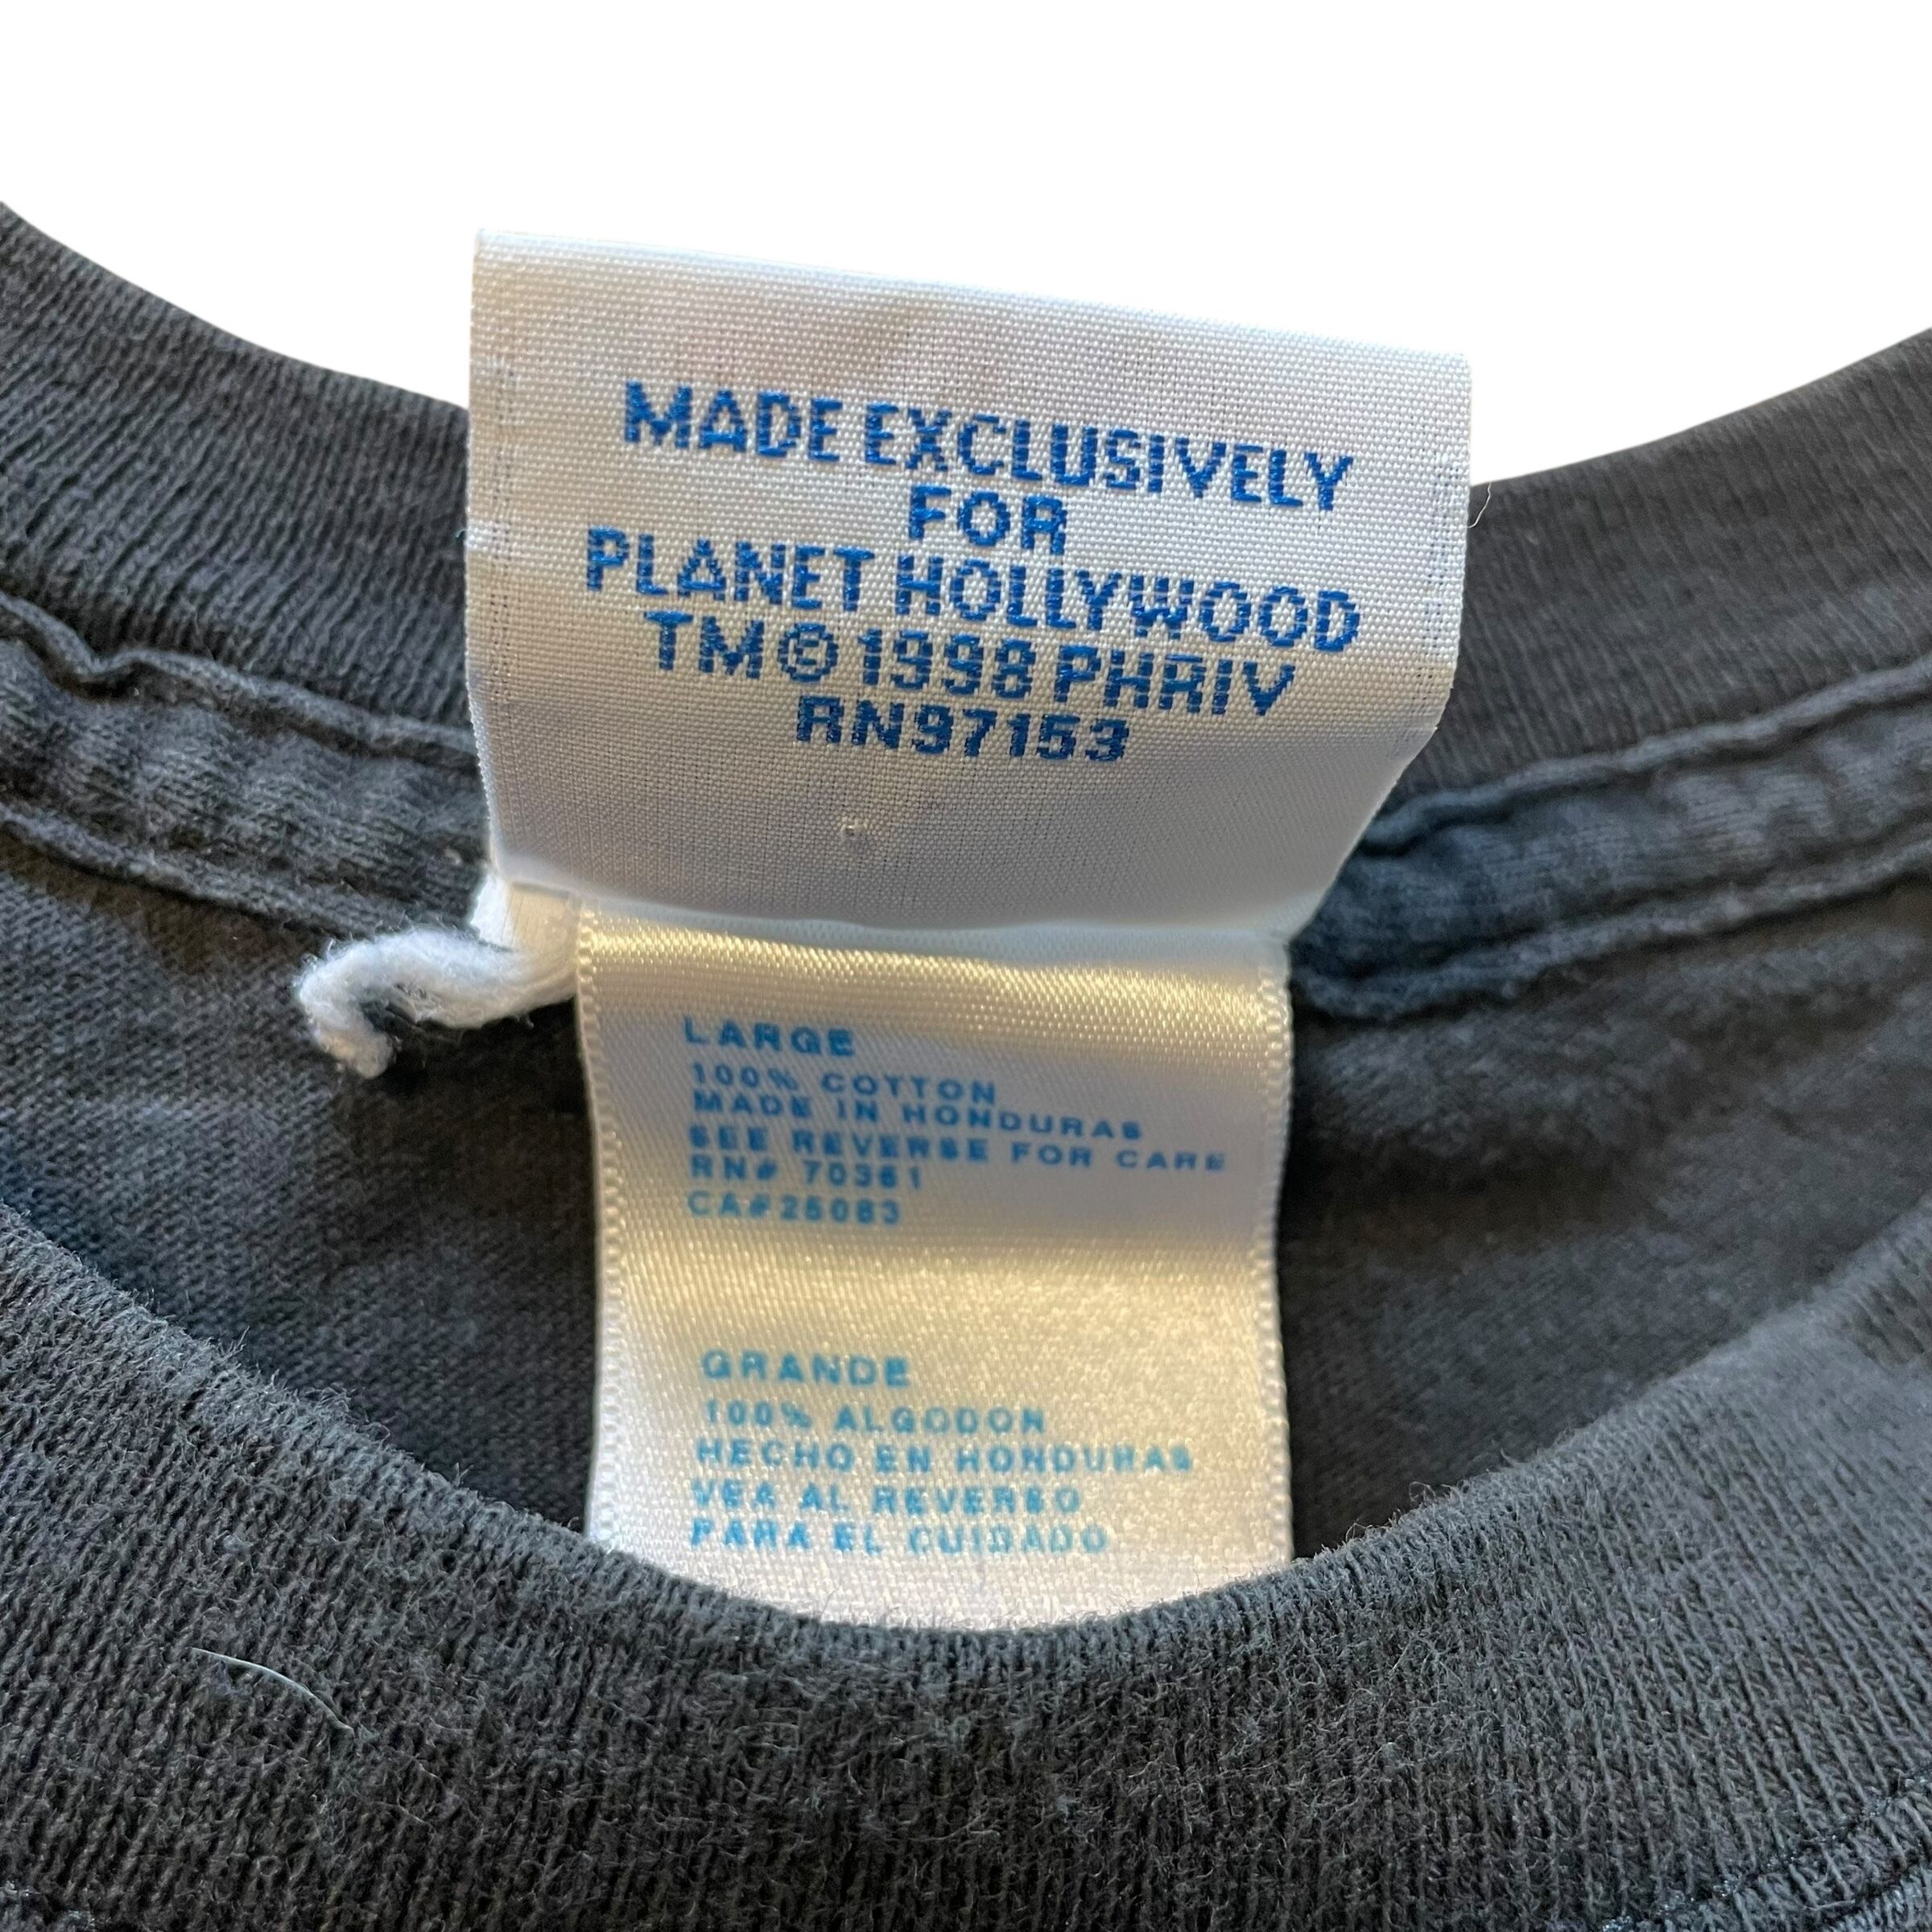 MADE EXCLUSIVELY
FOR
PLANET HOLLYWOOD
TM © 1998 PHRIV
RN97153
LARGE
100% COTTON
MADE IN HONDURAS
SEE REVERSE FOR CARE
RN# 70361
CA#25083
GRANDE
100% ALGODON
HECHO EN HONDURAS
VEA AL REVERSO
PARA EL CUIDADO